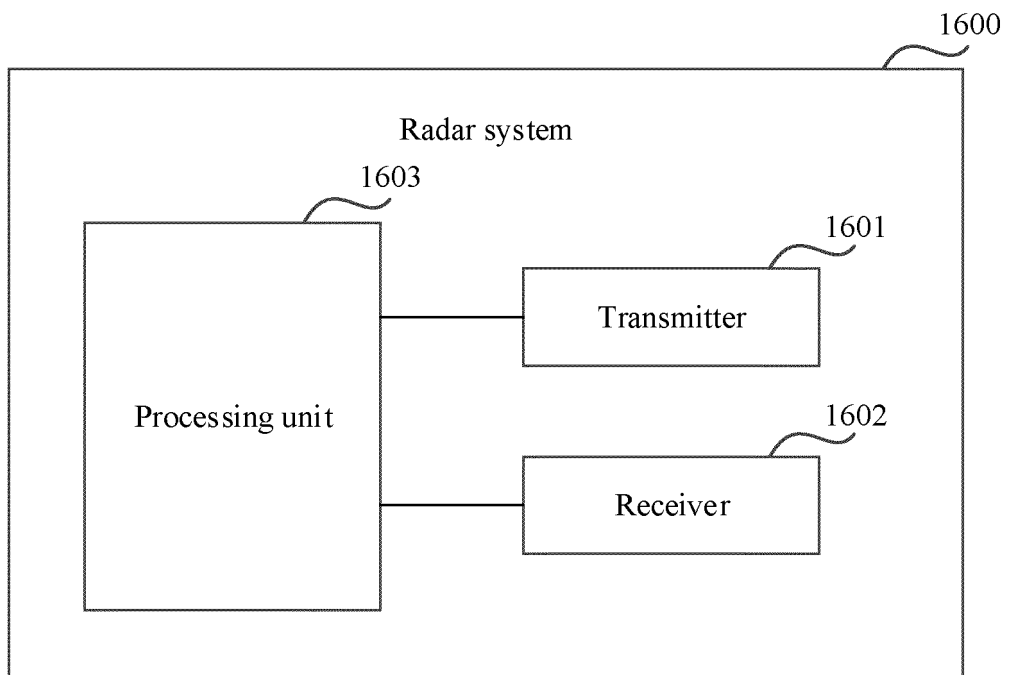 1600
Radar system
1603
1601
Transmitter
Processing unit
1602
Receiver